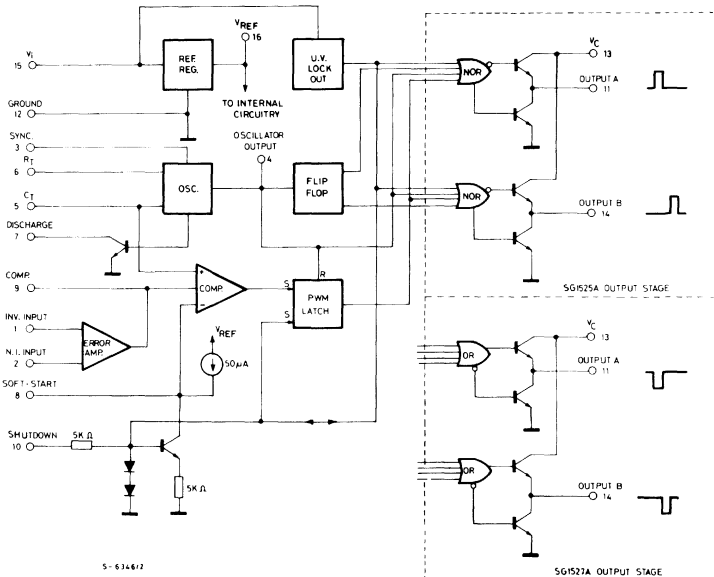 VREF
16
VC
13
VI
15
REF.
REG.
U.V.
LOCK
OUT
NOR
OUTPUT A
11
TO INTERNAL
CIRCUITRY
GROUND
12
SYNC.
3
OSCILLATOR
OUTPUT
4
RT
6
OSC.
FLIP
FLOP
CT
5
NOR
OUTPUT B
14
DISCHARGE
7
R
COMP.
9
+
COMP.
−
S
S
PWM
LATCH
SG1525A OUTPUT STAGE
INV. INPUT
1
ERROR
AMP.
N.I. INPUT
2
VREF
50μA
VC
13
OR
OUTPUT A
11
SOFT-START
8
SHUTDOWN
10
5KΩ
5KΩ
OR
OUTPUT B
14
S-6346/2
SG1527A OUTPUT STAGE